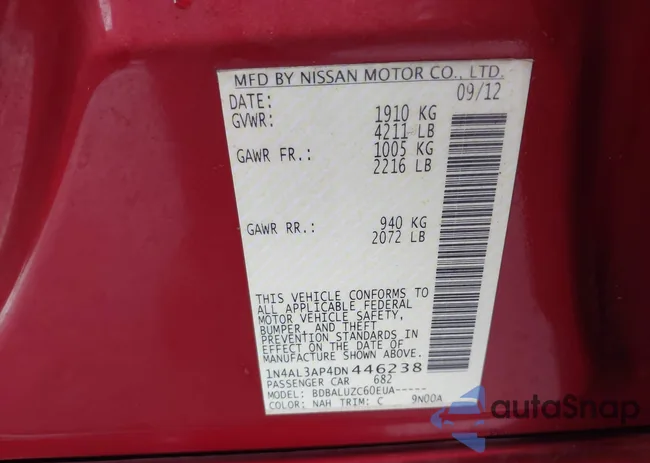 MFD BY NISSAN MOTOR CO., LTD.
DATE: 09/12
GVWR: 1910 KG
4211 LB
GAWR FR.: 1005 KG
2216 LB
GAWR RR.: 940 KG
2072 LB
THIS VEHICLE CONFORMS TO
ALL APPLICABLE FEDERAL
MOTOR VEHICLE SAFETY,
BUMPER, AND THEFT
PREVENTION STANDARDS IN
EFFECT ON THE DATE OF
MANUFACTURE SHOWN ABOVE.
1N4AL3AP4DN446238
PASSENGER CAR 682
MODEL: BDBALUZC60EUA-----
COLOR: NAH TRIM: C 9N00A
autoSnap